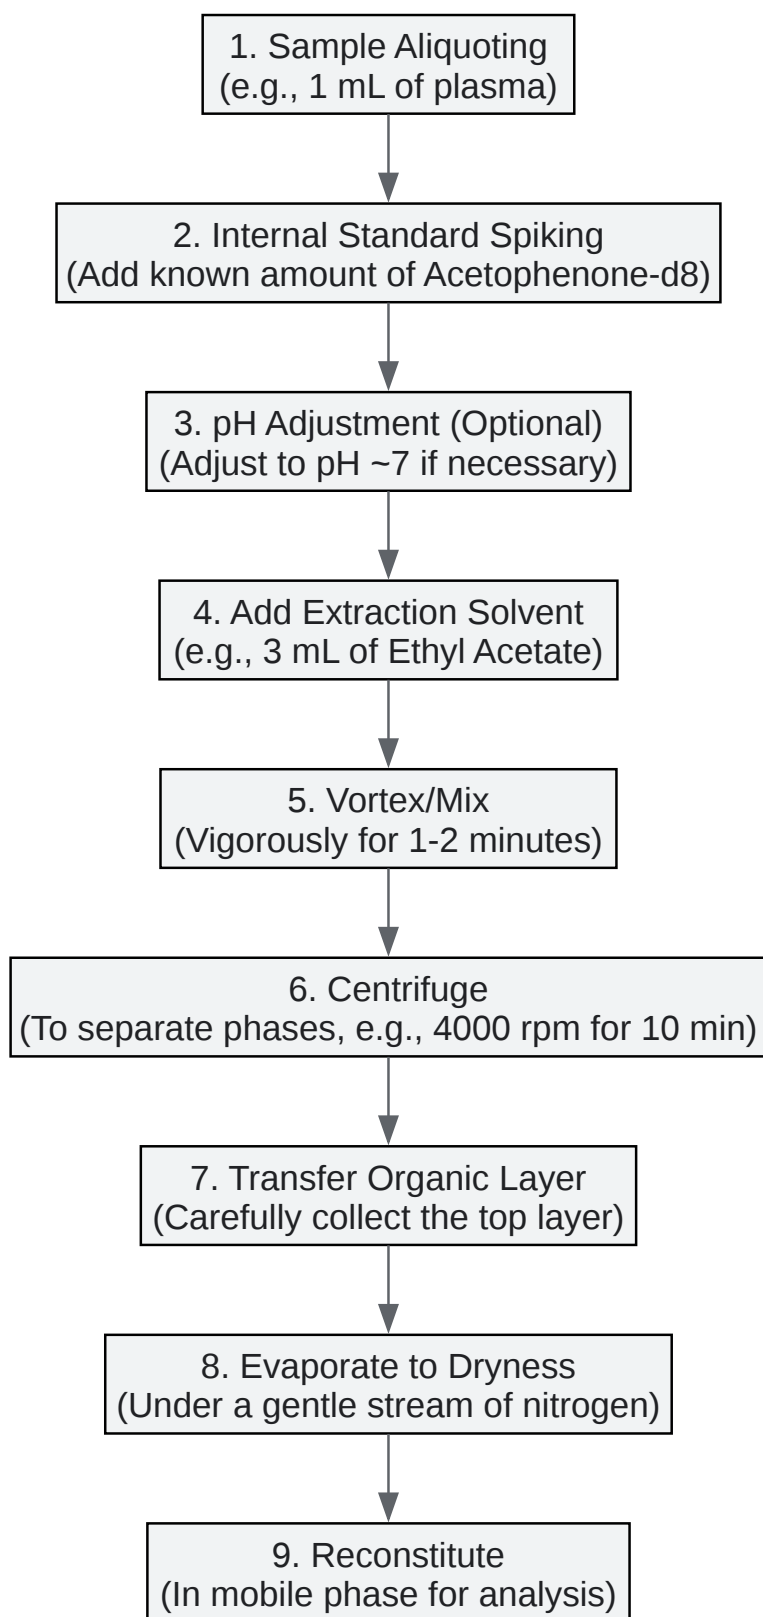 1. Sample Aliquoting
(e.g., 1 mL of plasma)
2. Internal Standard Spiking
(Add known amount of Acetophenone-d8)
3. pH Adjustment (Optional)
(Adjust to pH ~7 if necessary)
4. Add Extraction Solvent
(e.g., 3 mL of Ethyl Acetate)
5. Vortex/Mix
(Vigorously for 1-2 minutes)
6. Centrifuge
(To separate phases, e.g., 4000 rpm for 10 min)
7. Transfer Organic Layer
(Carefully collect the top layer)
8. Evaporate to Dryness
(Under a gentle stream of nitrogen)
9. Reconstitute
(In mobile phase for analysis)